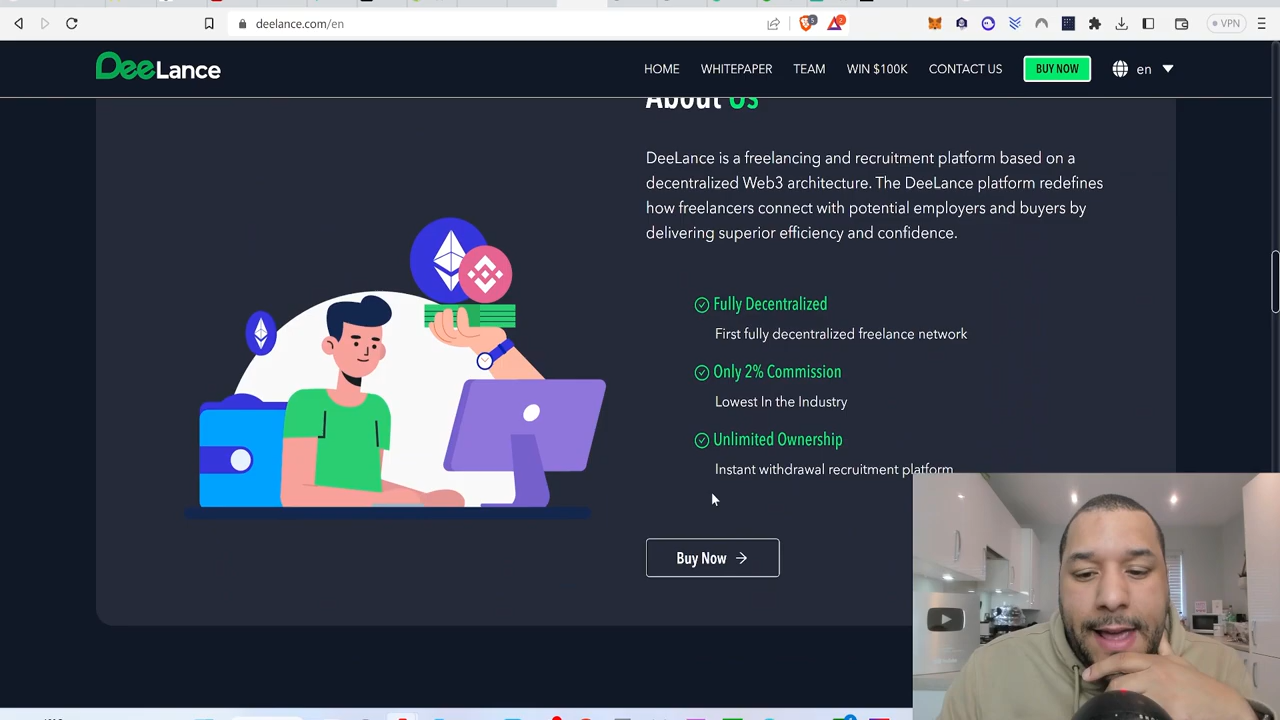 deelance.com/en
VPN
DeeLance
HOME WHITEPAPER TEAM WIN $100K CONTACT US BUY NOW en
About Us
DeeLance is a freelancing and recruitment platform based on a
decentralized Web3 architecture. The DeeLance platform redefines
how freelancers connect with potential employers and buyers by
delivering superior efficiency and confidence.
Fully Decentralized
First fully decentralized freelance network
Only 2% Commission
Lowest In the Industry
Unlimited Ownership
Instant withdrawal recruitment platform
Buy Now